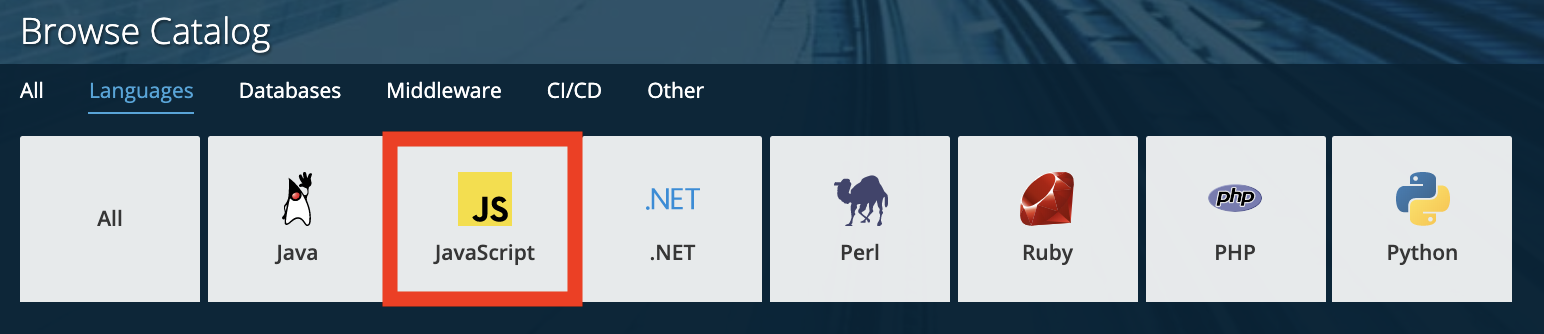 Browse Catalog
All Languages Databases Middleware CI/CD Other
JS .NET php
All Java JavaScript .NET Perl Ruby PHP Python